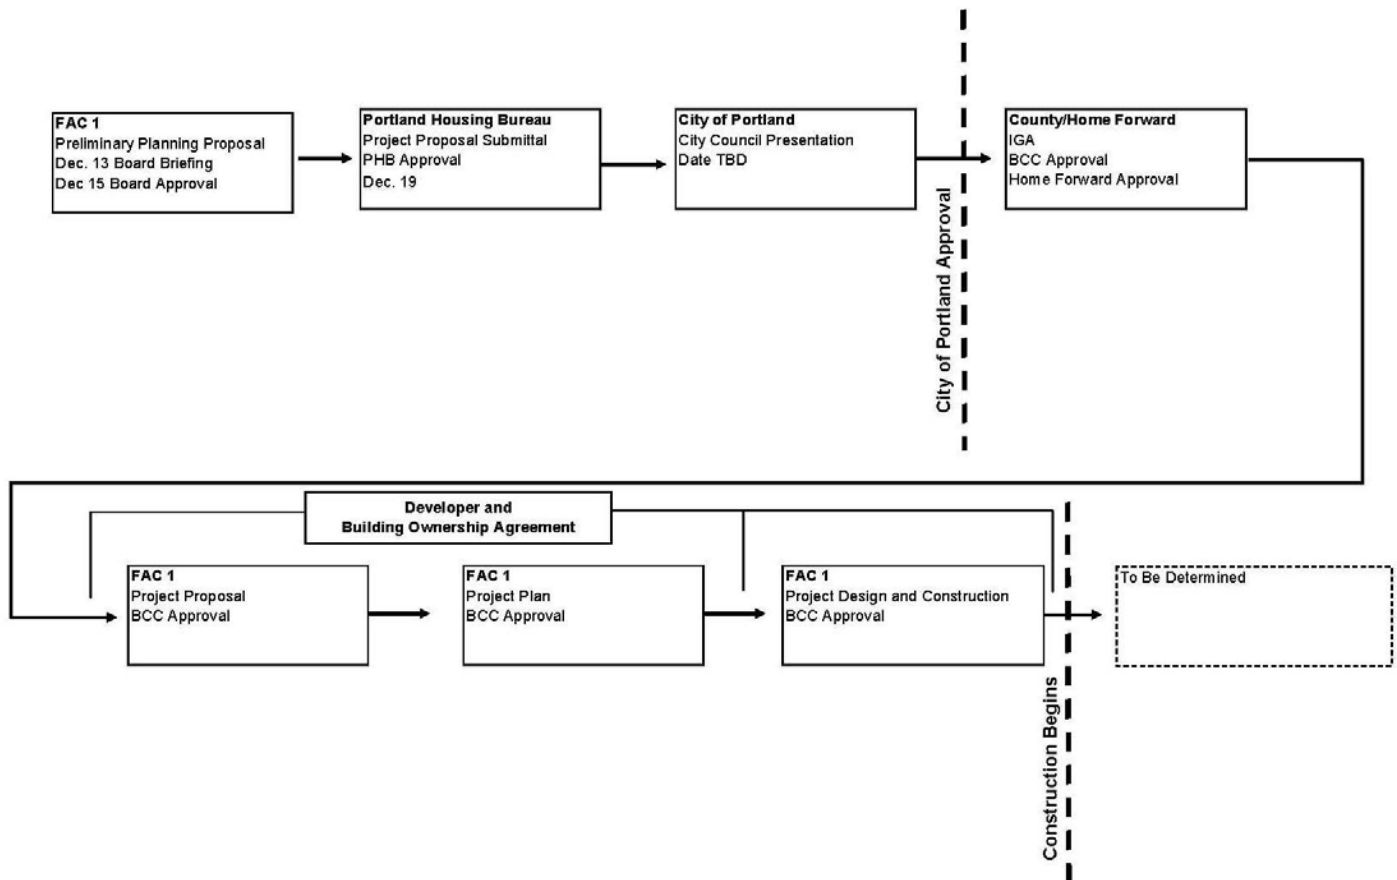 FAC 1
Preliminary Planning Proposal
Dec. 13 Board Briefing
Dec 15 Board Approval
Portland Housing Bureau
Project Proposal Submittal
PHB Approval
Dec. 19
City of Portland
City Council Presentation
Date TBD
City of Portland Approval
County/Home Forward
IGA
BCC Approval
Home Forward Approval
Developer and
Building Ownership Agreement
FAC 1
Project Proposal
BCC Approval
FAC 1
Project Plan
BCC Approval
FAC 1
Project Design and Construction
BCC Approval
Construction Begins
To Be Determined